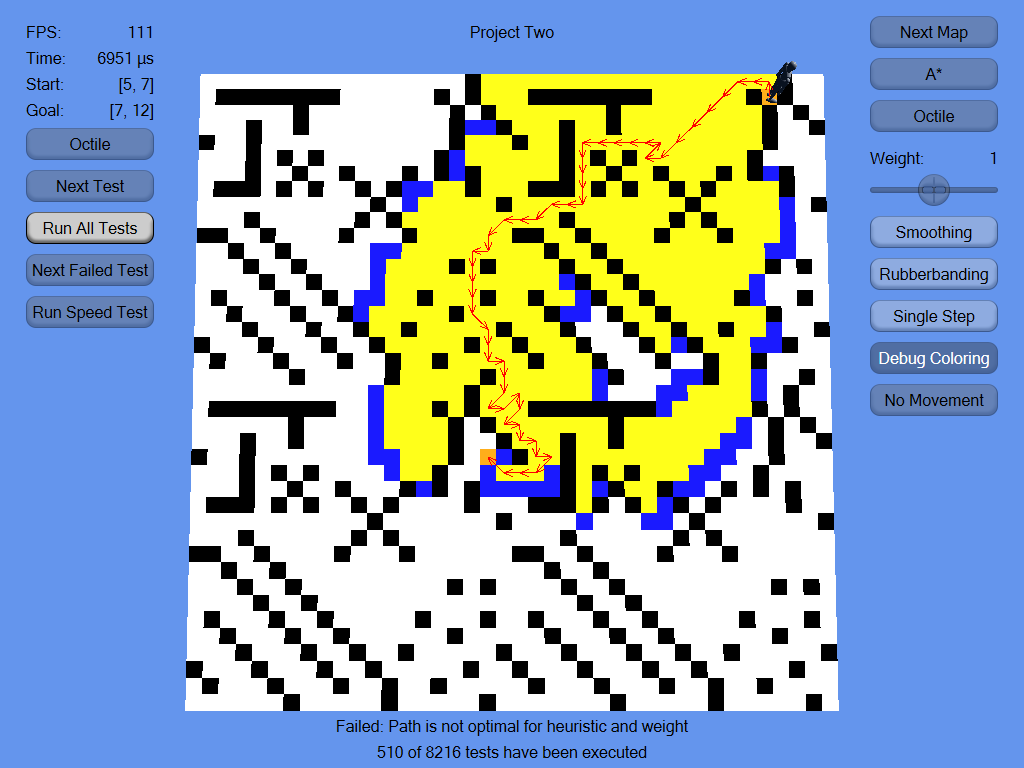 FPS: 111
Time: 6951 µs
Start: [5, 7]
Goal: [7, 12]
Octile
Next Test
Run All Tests
Next Failed Test
Run Speed Test
Project Two
Next Map
A*
Octile
Weight: 1
Smoothing
Rubberbanding
Single Step
Debug Coloring
No Movement
Failed: Path is not optimal for heuristic and weight
510 of 8216 tests have been executed